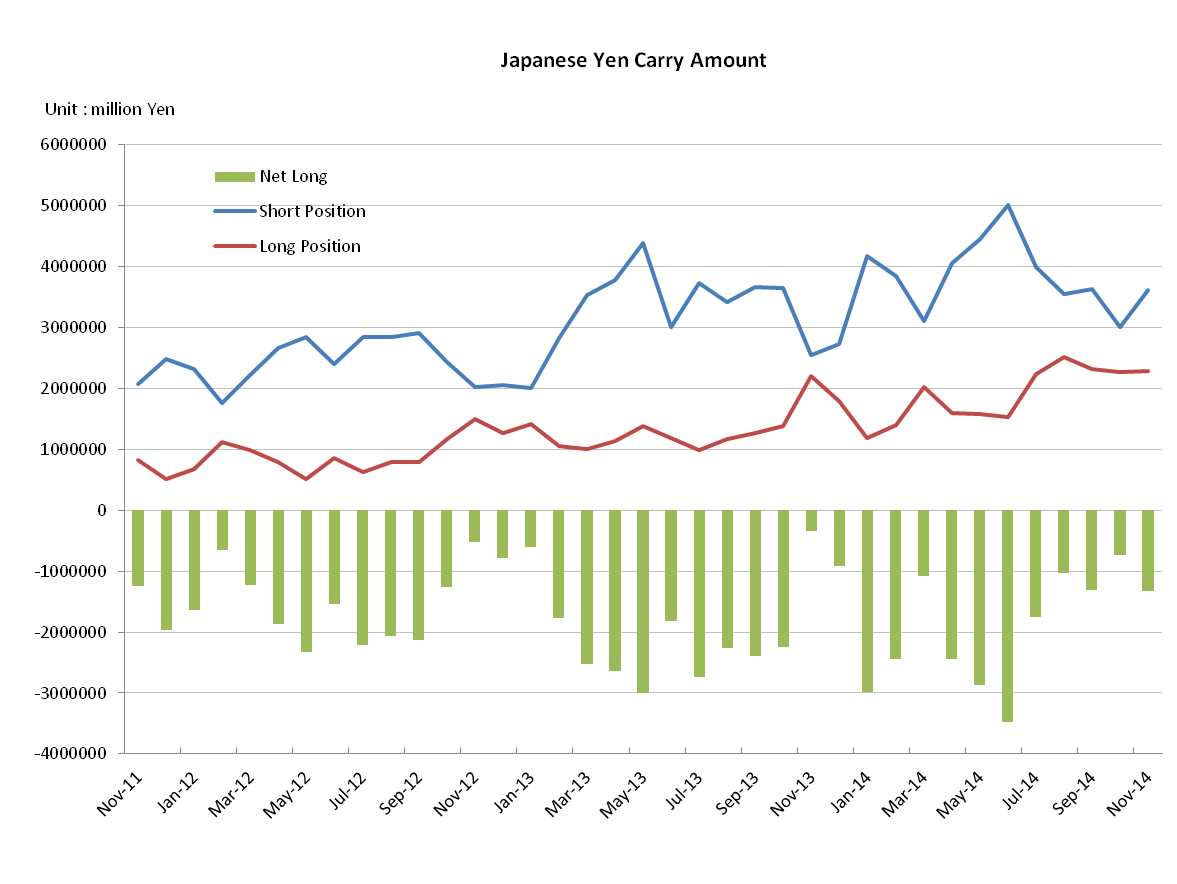 Japanese Yen Carry Amount
Unit : million Yen
6000000
Net Long
5000000
Short Position
Long Position
4000000
3000000
2000000
1000000
0
-1000000
-2000000
-3000000
-4000000
Nov-11 Jan-12 Mar-12 May-12 Jul-12 Sep-12 Nov-12 Jan-13 Mar-13 May-13 Jul-13 Sep-13 Nov-13 Jan-14 Mar-14 May-14 Jul-14 Sep-14 Nov-14